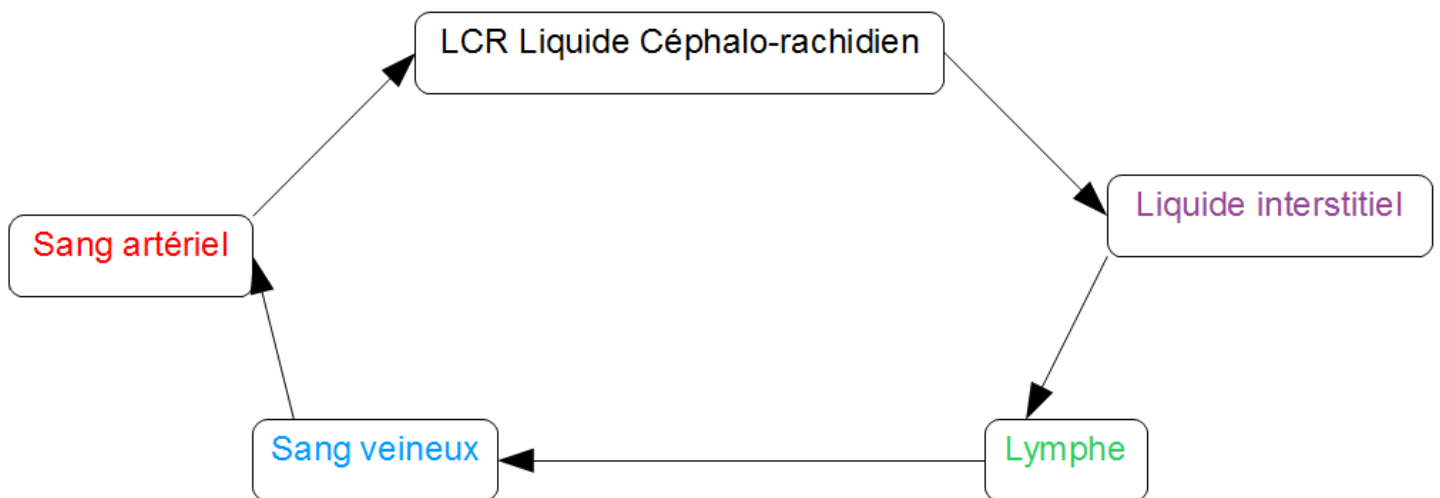 LCR Liquide Céphalo-rachidien
Liquide interstitiel
Sang artériel
Sang veineux
Lymphe